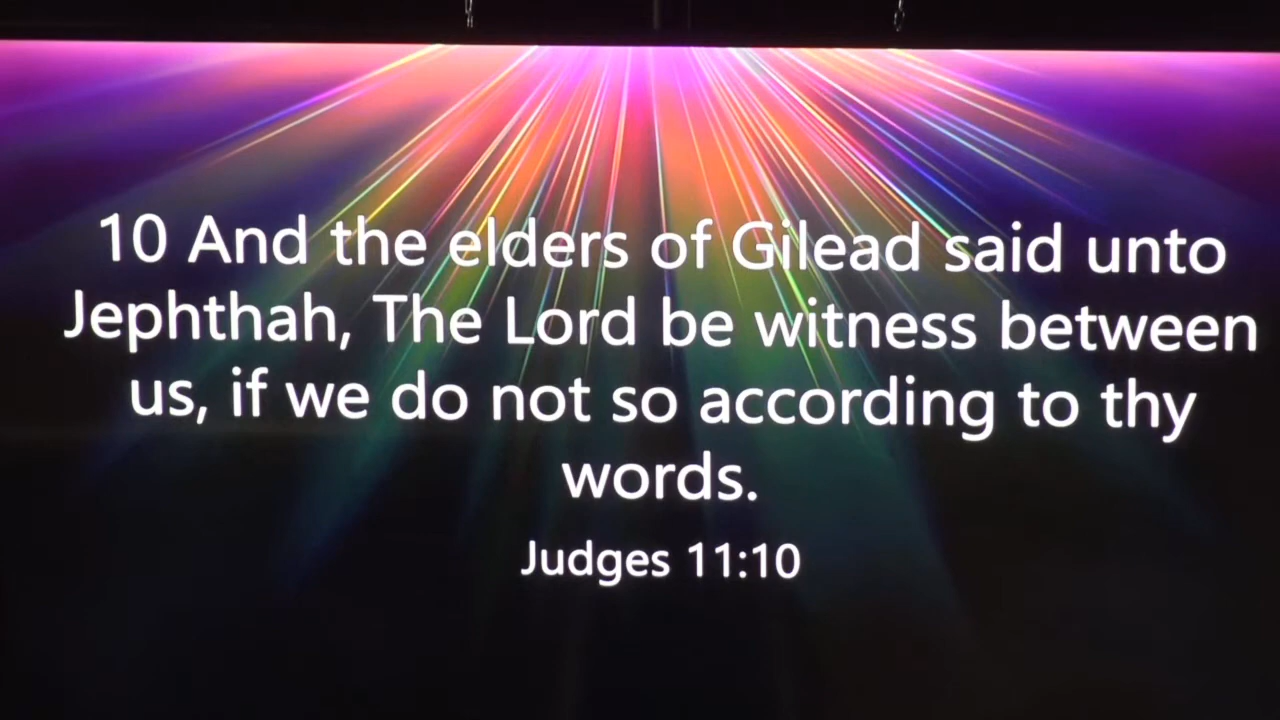 10 And the elders of Gilead said unto
Jephthah, The Lord be witness between
us, if we do not so according to thy
words.
Judges 11:10